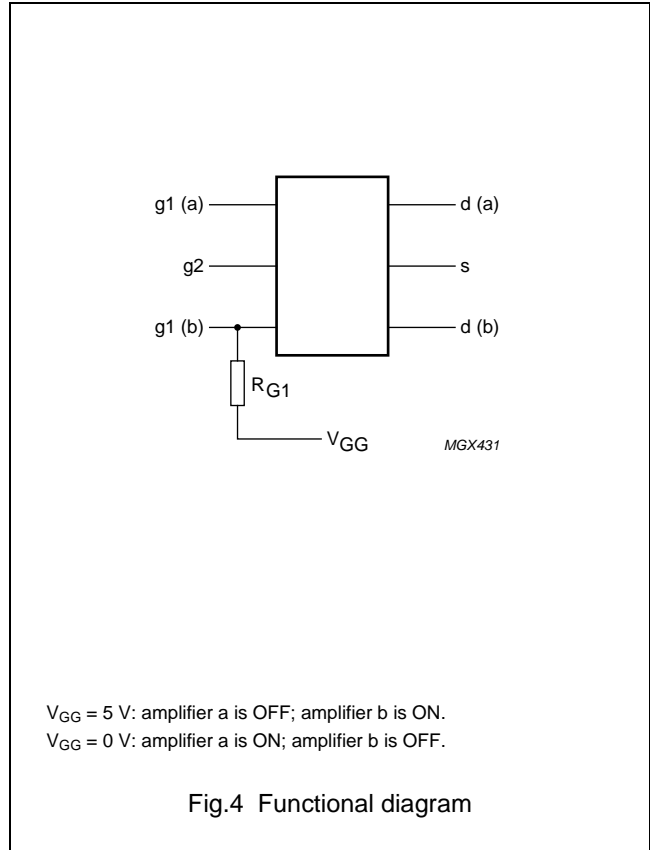 g1 (a)
d (a)
g2
s
g1 (b)
d (b)
RG1
VGG
MGX431
VGG = 5 V: amplifier a is OFF; amplifier b is ON.
VGG = 0 V: amplifier a is ON; amplifier b is OFF.
Fig.4 Functional diagram